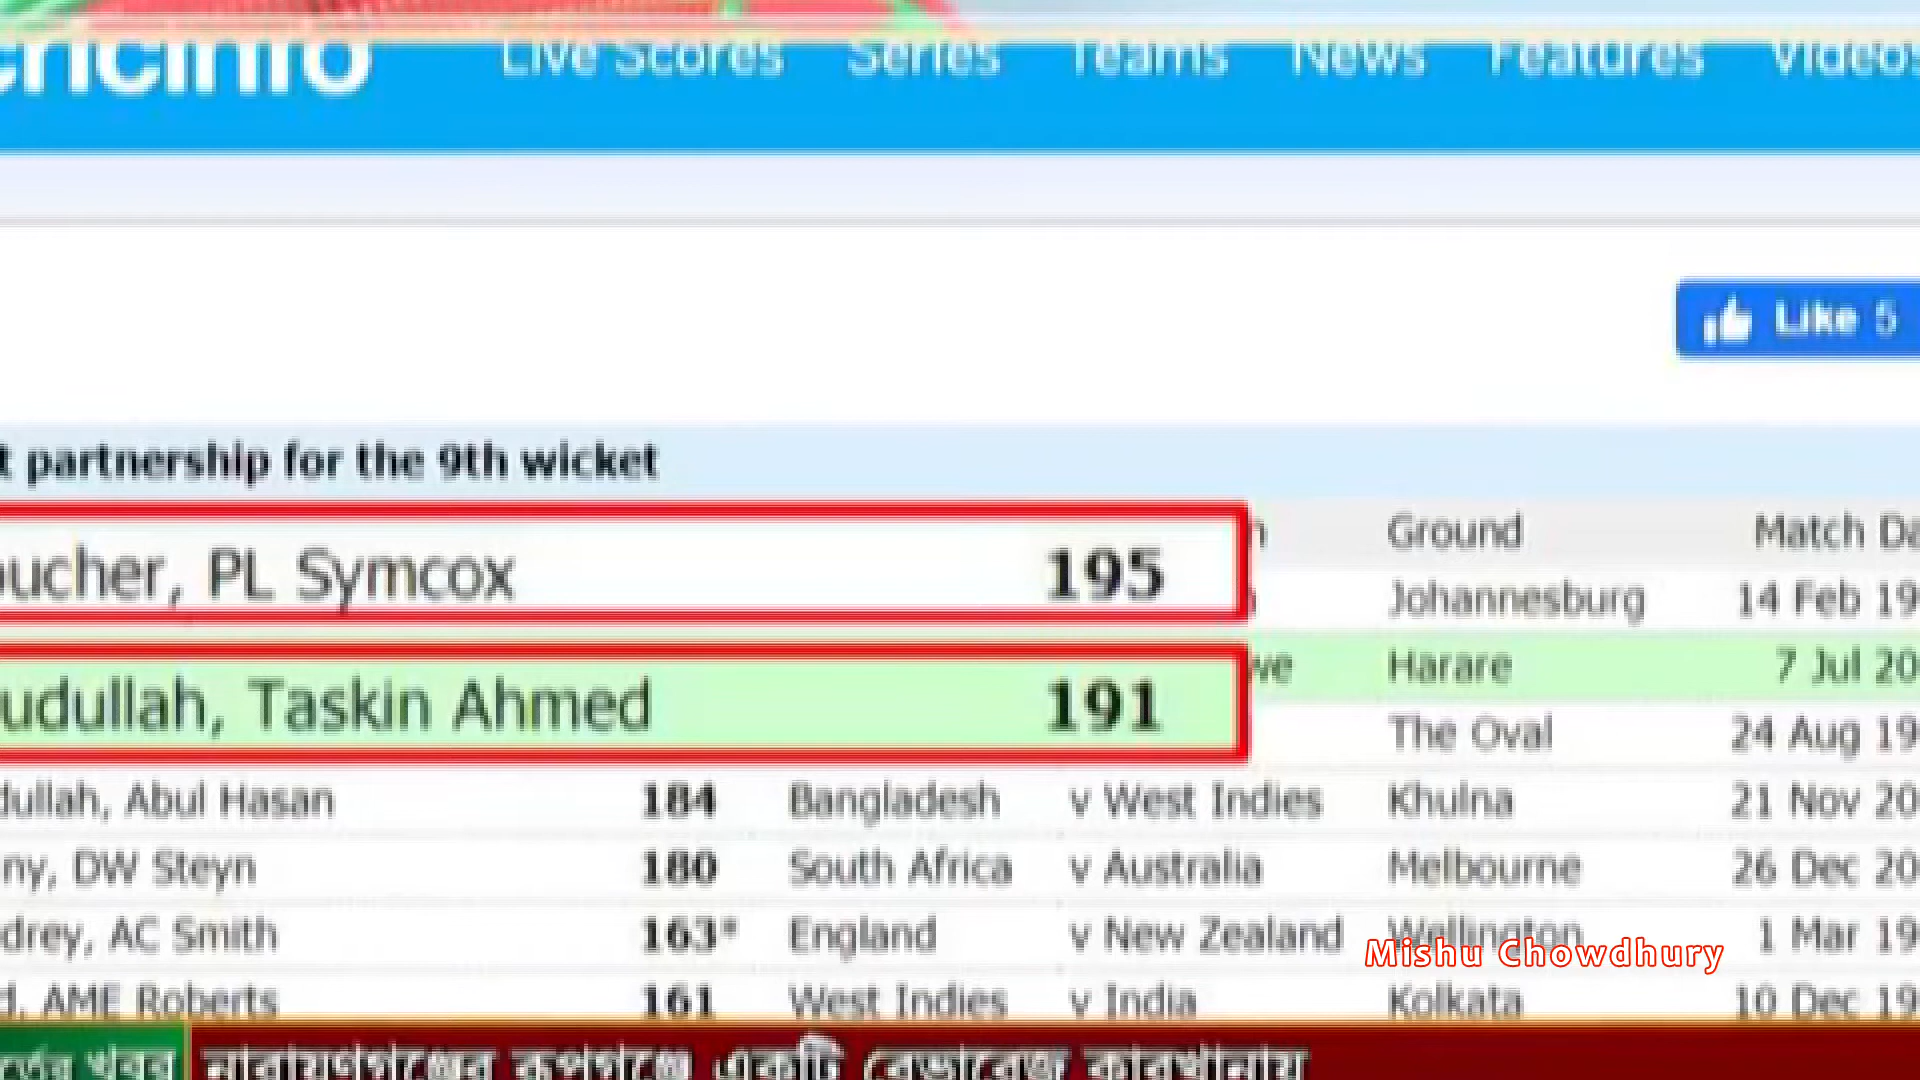 cricinfo Live Scores Series Teams News Features Videos
Like 5
t partnership for the 9th wicket
Ground Match Da
oucher, PL Symcox 195 Johannesburg 14 Feb 19
we Harare 7 Jul 20
udullah, Taskin Ahmed 191
The Oval 24 Aug 19
dullah, Abul Hasan 184 Bangladesh v West Indies Khulna 21 Nov 20
ny, DW Steyn 180 South Africa v Australia Melbourne 26 Dec 20
drey, AC Smith 163* England v New Zealand Wellington 1 Mar 19
Mishu Chowdhury
d, AME Roberts 161 West Indies v India Kolkata 10 Dec 19